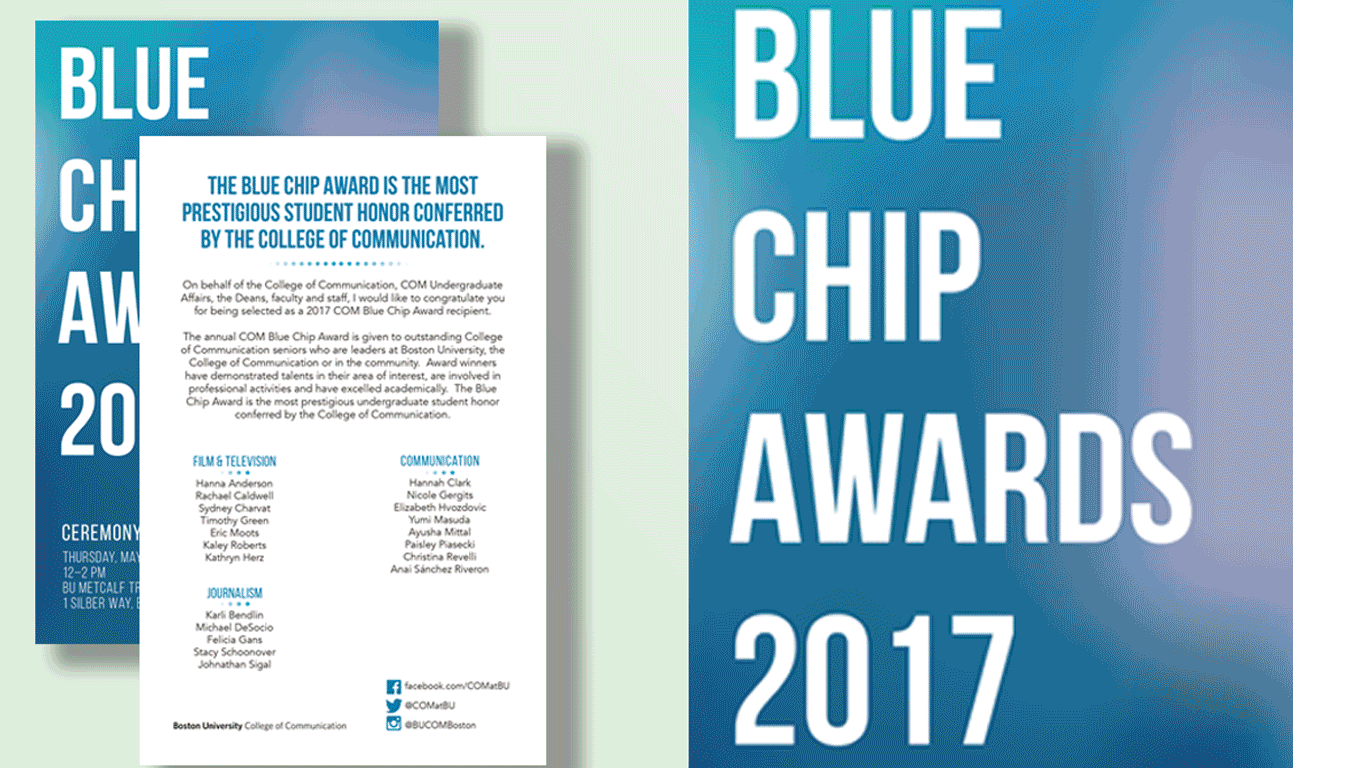 BLUE
CH
AW
20
CEREMONY
THURSDAY, MAY
12–2 PM
BU METCALF TR
1 SILBER WAY, 
THE BLUE CHIP AWARD IS THE MOST
PRESTIGIOUS STUDENT HONOR CONFERRED
BY THE COLLEGE OF COMMUNICATION.
On behalf of the College of Communication, COM Undergraduate
Affairs, the Deans, faculty and staff, I would like to congratulate you
for being selected as a 2017 COM Blue Chip Award recipient.
The annual COM Blue Chip Award is given to outstanding College
of Communication seniors who are leaders at Boston University, the
College of Communication or in the community. Award winners
have demonstrated talents in their area of interest, are involved in
professional activities and have excelled academically. The Blue
Chip Award is the most prestigious undergraduate student honor
conferred by the College of Communication.
FILM & TELEVISION
Hanna Anderson
Rachael Caldwell
Sydney Charvat
Timothy Green
Eric Moots
Kaley Roberts
Kathryn Herz
JOURNALISM
Karli Bendlin
Michael DeSocio
Felicia Gans
Stacy Schoonover
Johnathan Sigal
COMMUNICATION
Hannah Clark
Nicole Gergits
Elizabeth Hvozdovic
Yumi Masuda
Ayusha Mittal
Paisley Piasecki
Christina Revelli
Anai Sánchez Riveron
facebook.com/COMatBU
@COMatBU
@BUCOMBoston
Boston University College of Communication
BLUE
CHIP
AWARDS
2017